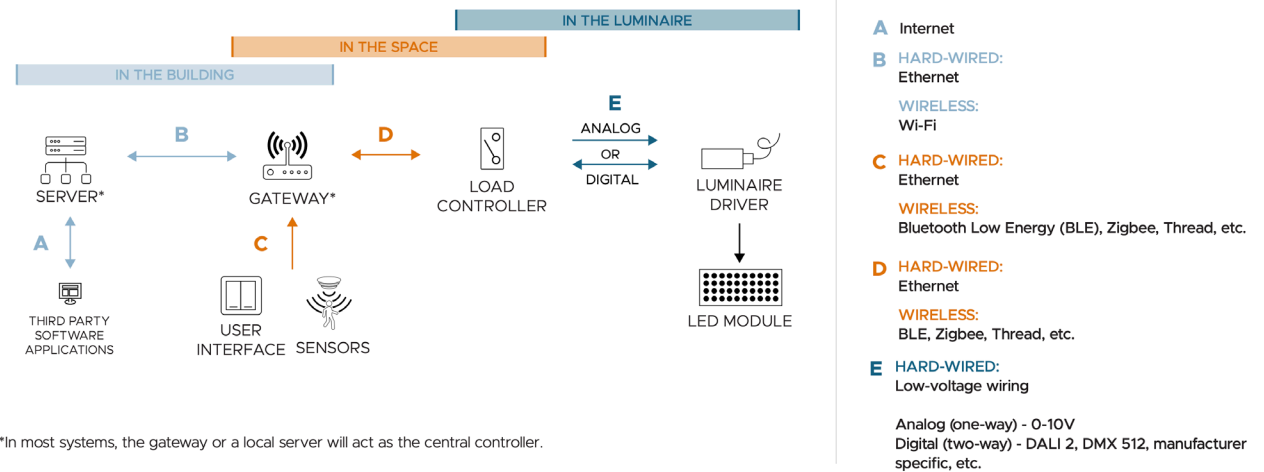 IN THE LUMINAIRE
IN THE SPACE
IN THE BUILDING
B
D
E
ANALOG
OR
DIGITAL
SERVER*
GATEWAY*
LOAD
CONTROLLER
LUMINAIRE
DRIVER
A
C
THIRD PARTY
SOFTWARE
APPLICATIONS
USER
INTERFACE
SENSORS
LED MODULE
*In most systems, the gateway or a local server will act as the central controller.
A Internet
B HARD-WIRED:
Ethernet
WIRELESS:
Wi-Fi
C HARD-WIRED:
Ethernet
WIRELESS:
Bluetooth Low Energy (BLE), Zigbee, Thread, etc.
D HARD-WIRED:
Ethernet
WIRELESS:
BLE, Zigbee, Thread, etc.
E HARD-WIRED:
Low-voltage wiring
Analog (one-way) - 0-10V
Digital (two-way) - DALI 2, DMX 512, manufacturer
specific, etc.